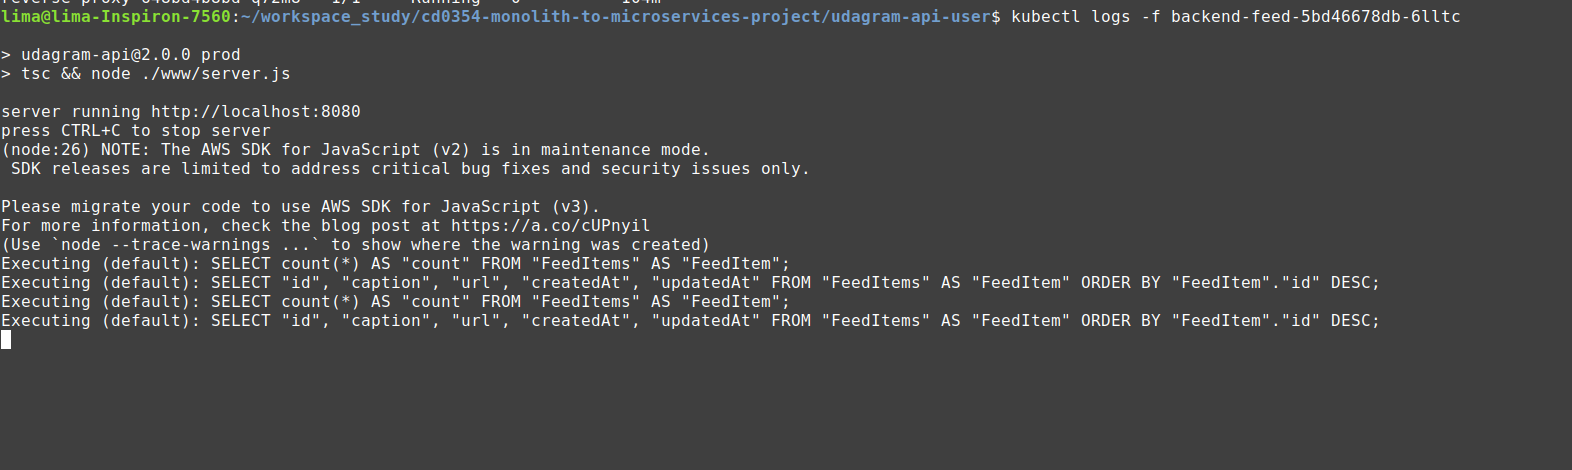 lima@lima-Inspiron-7560:~/workspace_study/cd0354-monolith-to-microservices-project/udagram-api-user$ kubectl logs -f backend-feed-5bd46678db-6lltc
> udagram-api@2.0.0 prod
> tsc && node ./www/server.js
server running http://localhost:8080
press CTRL+C to stop server
(node:26) NOTE: The AWS SDK for JavaScript (v2) is in maintenance mode.
 SDK releases are limited to address critical bug fixes and security issues only.
Please migrate your code to use AWS SDK for JavaScript (v3).
For more information, check the blog post at https://a.co/cUPnyil
(Use `node --trace-warnings ...` to show where the warning was created)
Executing (default): SELECT count(*) AS "count" FROM "FeedItems" AS "FeedItem";
Executing (default): SELECT "id", "caption", "url", "createdAt", "updatedAt" FROM "FeedItems" AS "FeedItem" ORDER BY "FeedItem"."id" DESC;
Executing (default): SELECT count(*) AS "count" FROM "FeedItems" AS "FeedItem";
Executing (default): SELECT "id", "caption", "url", "createdAt", "updatedAt" FROM "FeedItems" AS "FeedItem" ORDER BY "FeedItem"."id" DESC;